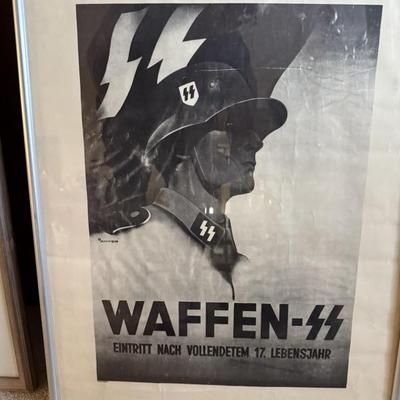 WAFFEN-SS
EINTRITT NACH VOLLENDETEM 17. LEBENSJAHR